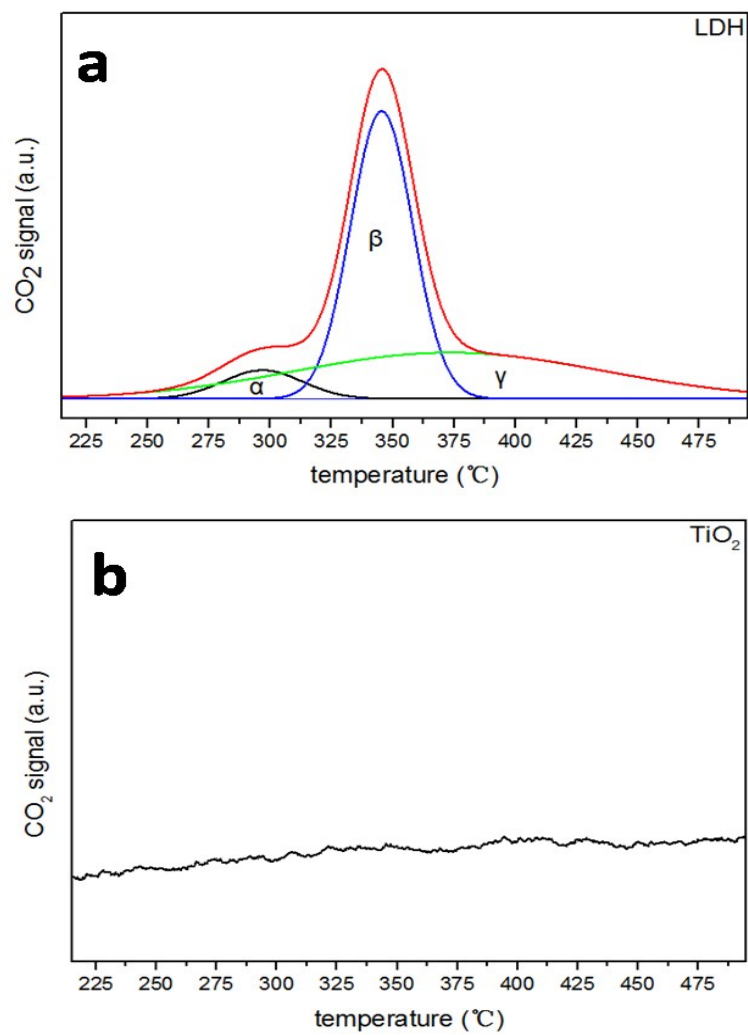 LDH
a
CO2 signal (a.u.)
β
α
γ
225 250 275 300 325 350 375 400 425 450 475
temperature (℃)
TiO2
b
CO2 signal (a.u.)
225 250 275 300 325 350 375 400 425 450 475
temperature (℃)